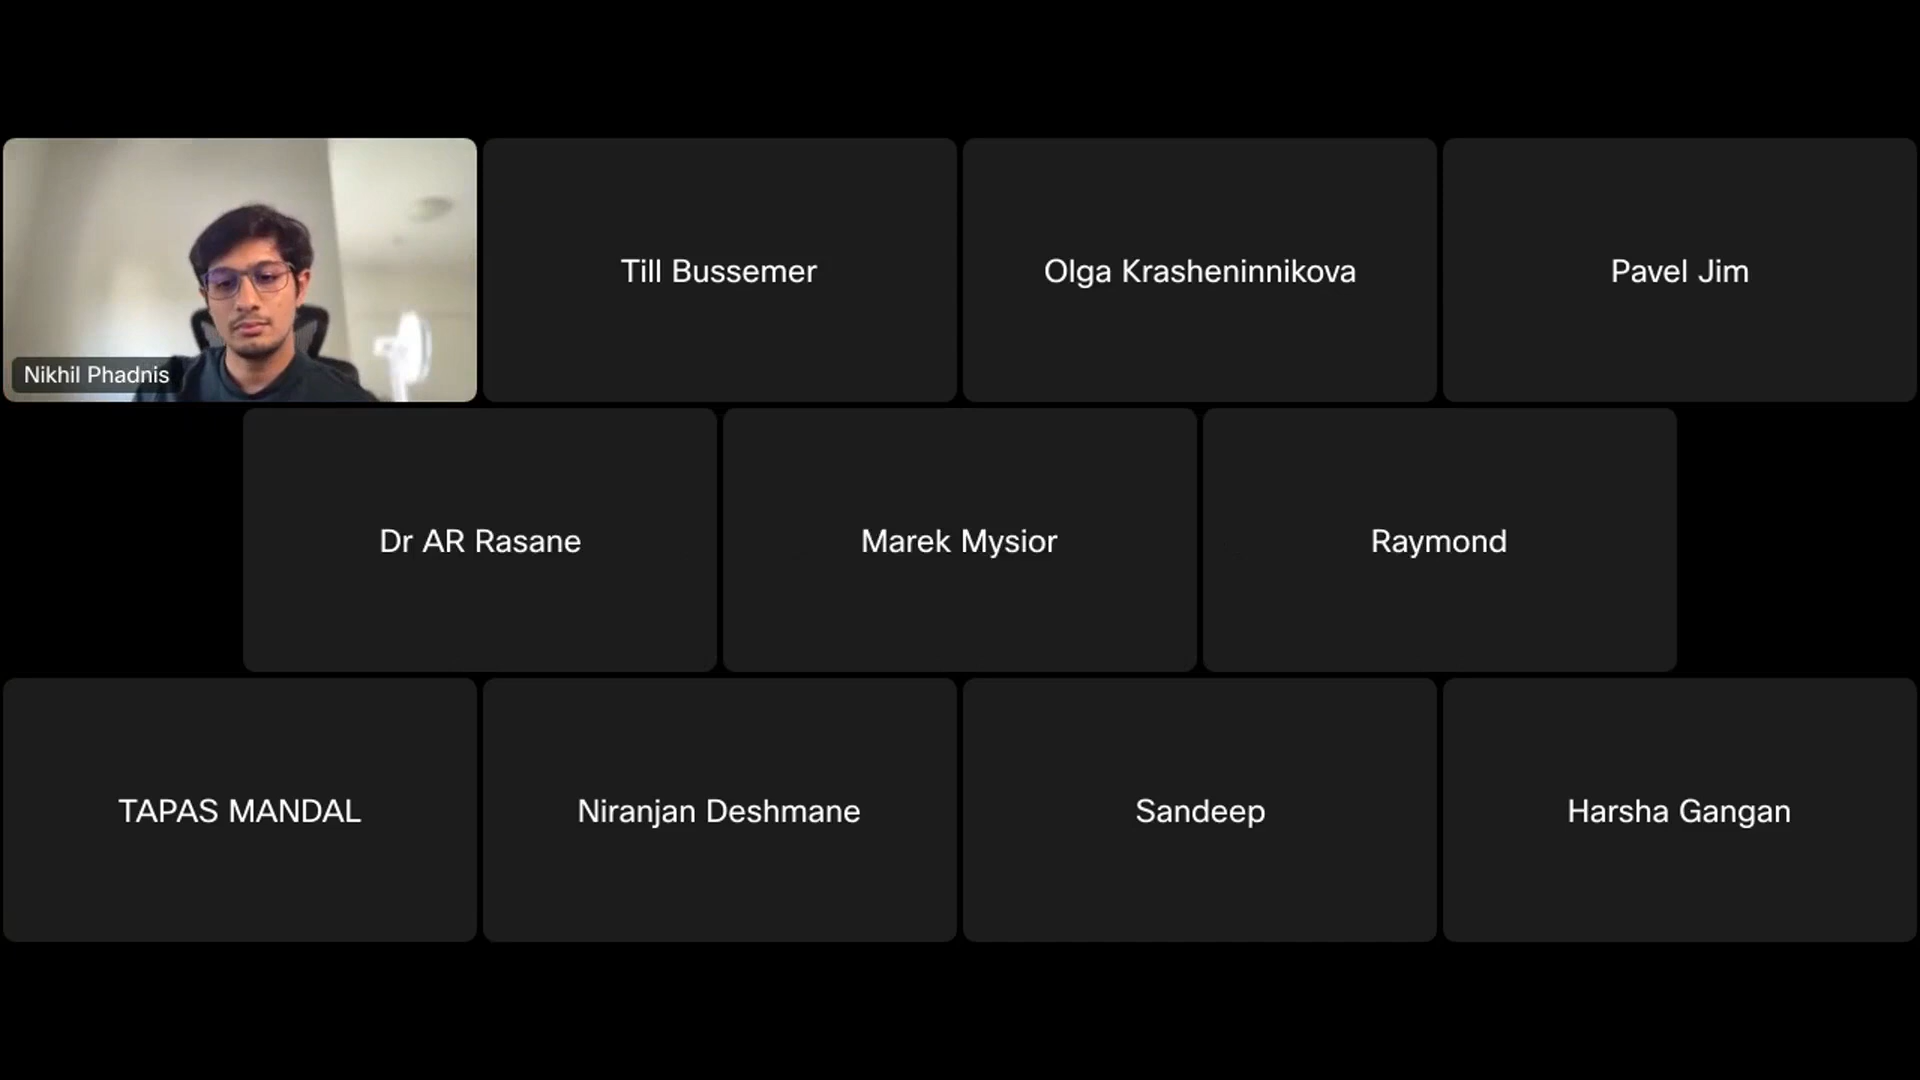 Nikhil Phadnis
Till Bussemer
Olga Krasheninnikova
Pavel Jim
Dr AR Rasane
Marek Mysior
Raymond
TAPAS MANDAL
Niranjan Deshmane
Sandeep
Harsha Gangan